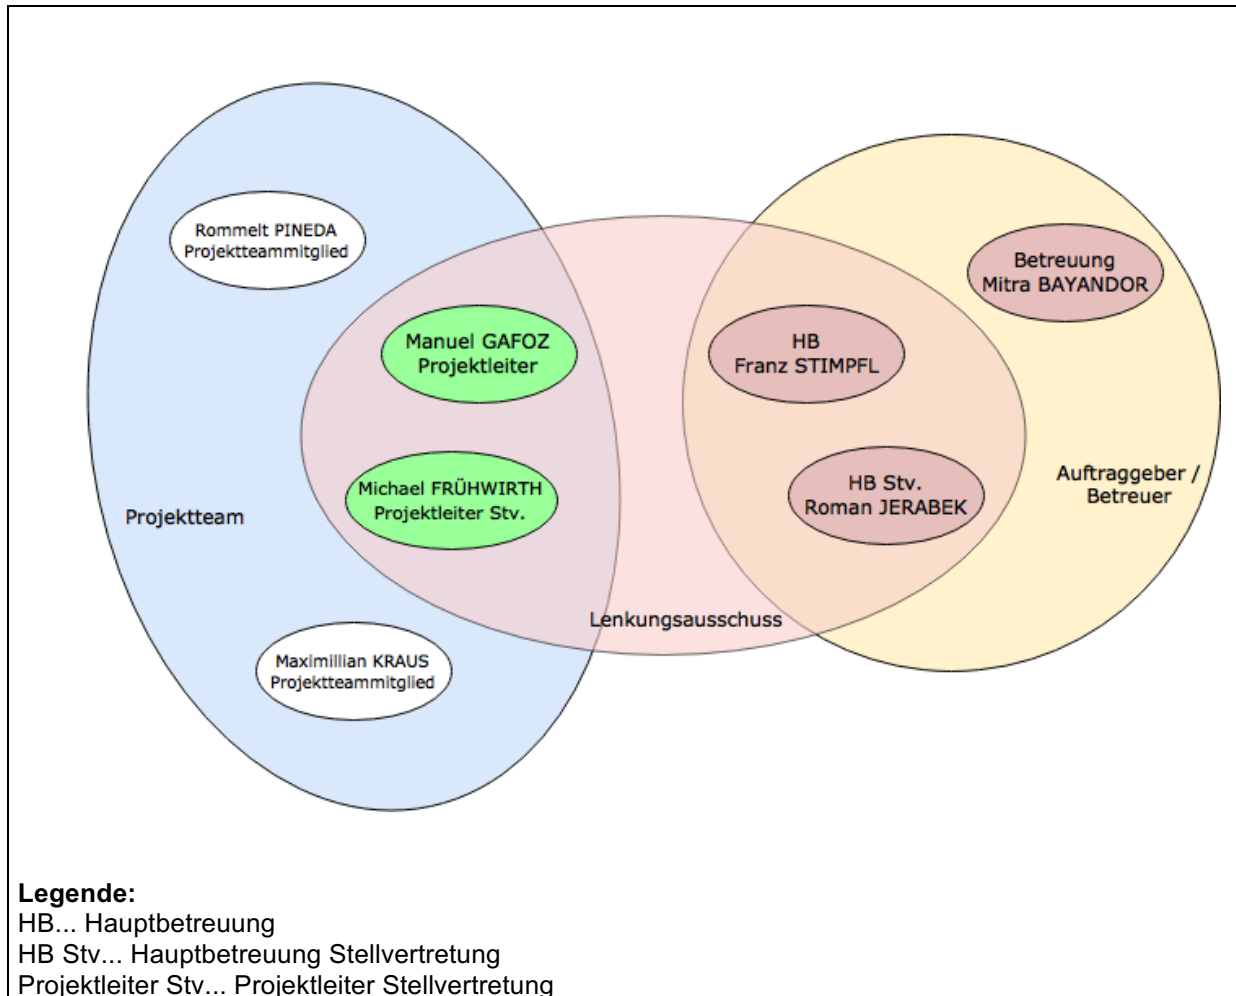 Rommelt PINEDA
Projektteammitglied
Manuel GAFOZ
Projektleiter
Michael FRÜHWIRTH
Projektleiter Stv.
Projektteam
Maximillian KRAUS
Projektteammitglied
HB
Franz STIMPFL
HB Stv.
Roman JERABEK
Lenkungsausschuss
Betreuung
Mitra BAYANDOR
Auftraggeber /
Betreuer
Legende:
HB... Hauptbetreuung
HB Stv... Hauptbetreuung Stellvertretung
Projektleiter Stv... Projektleiter Stellvertretung